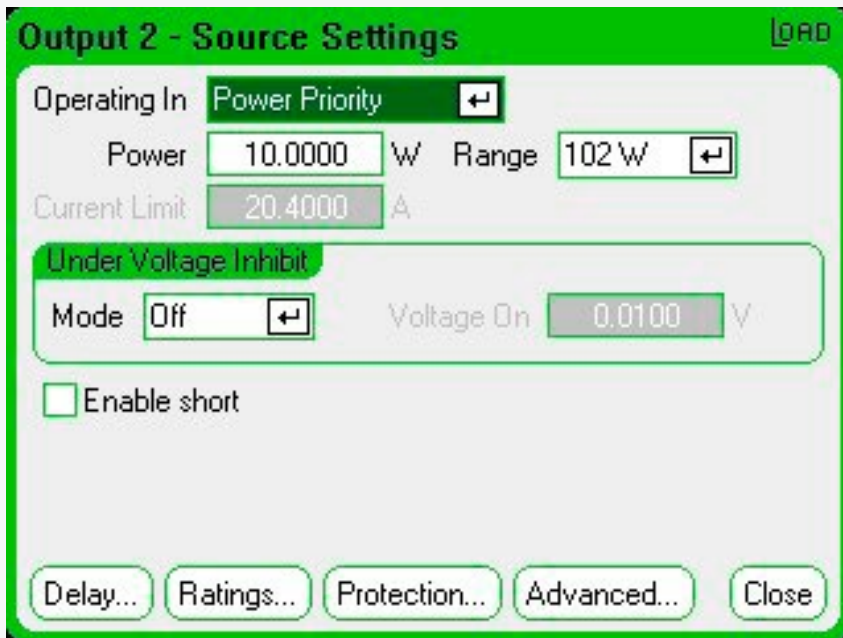 Output 2 - Source Settings LOAD
Operating In Power Priority
Power 10.0000 W Range 102 W
Current Limit 20.4000 A
Under Voltage Inhibit
Mode Off Voltage On 0.0100 V
Enable short
Delay... Ratings... Protection... Advanced... Close